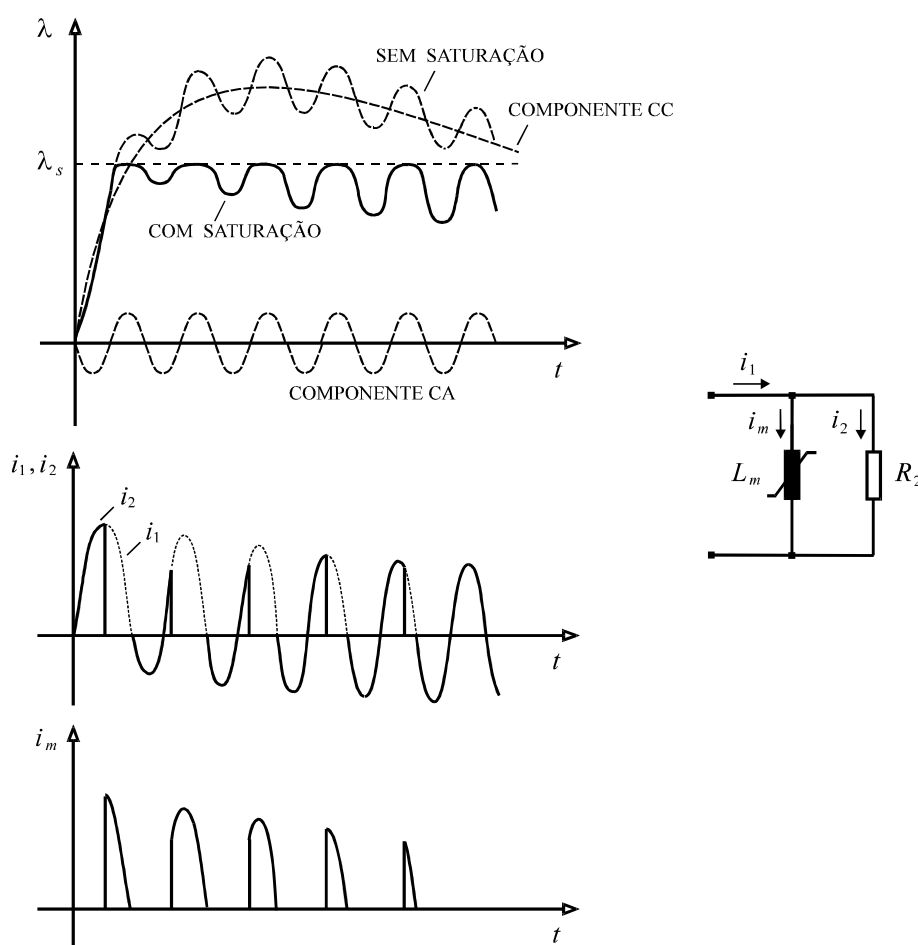 λ
SEM SATURAÇÃO
COMPONENTE CC
λs
COM SATURAÇÃO
t
COMPONENTE CA
i1
im
i2
Lm
R2
i1, i2
i2
i1
t
im
t